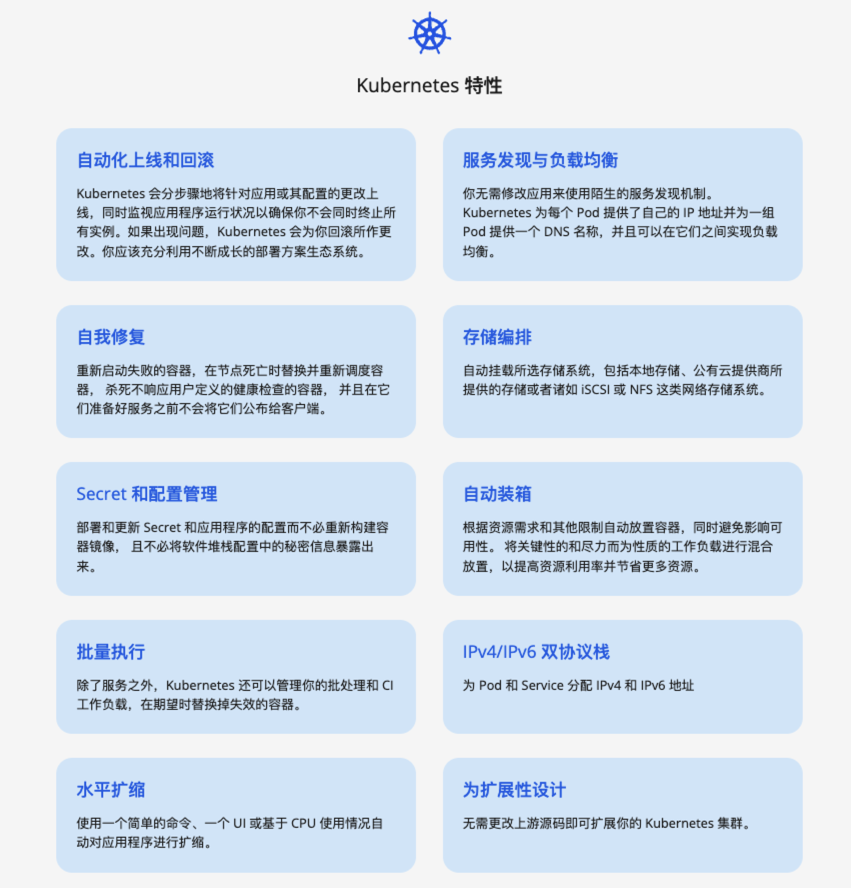 Kubernetes 特性
自动化上线和回滚
Kubernetes 会分步骤地将针对应用或其配置的更改上
线，同时监视应用程序运行状况以确保你不会同时终止所
有实例。如果出现问题，Kubernetes 会为你回滚所作更
改。你应该充分利用不断成长的部署方案生态系统。
服务发现与负载均衡
你无需修改应用来使用陌生的服务发现机制。
Kubernetes 为每个 Pod 提供了自己的 IP 地址并为一组
Pod 提供一个 DNS 名称，并且可以在它们之间实现负载
均衡。
自我修复
重新启动失败的容器，在节点死亡时替换并重新调度容
器， 杀死不响应用户定义的健康检查的容器， 并且在它
们准备好服务之前不会将它们公布给客户端。
存储编排
自动挂载所选存储系统，包括本地存储、公有云提供商所
提供的存储或者诸如 iSCSI 或 NFS 这类网络存储系统。
Secret 和配置管理
部署和更新 Secret 和应用程序的配置而不必重新构建容
器镜像， 且不必将软件堆栈配置中的秘密信息暴露出
来。
自动装箱
根据资源需求和其他限制自动放置容器，同时避免影响可
用性。 将关键性的和尽力而为性质的工作负载进行混合
放置，以提高资源利用率并节省更多资源。
批量执行
除了服务之外，Kubernetes 还可以管理你的批处理和 CI
工作负载，在期望时替换掉失效的容器。
IPv4/IPv6 双协议栈
为 Pod 和 Service 分配 IPv4 和 IPv6 地址
水平扩缩
使用一个简单的命令、一个 UI 或基于 CPU 使用情况自
动对应用程序进行扩缩。
为扩展性设计
无需更改上游源码即可扩展你的 Kubernetes 集群。